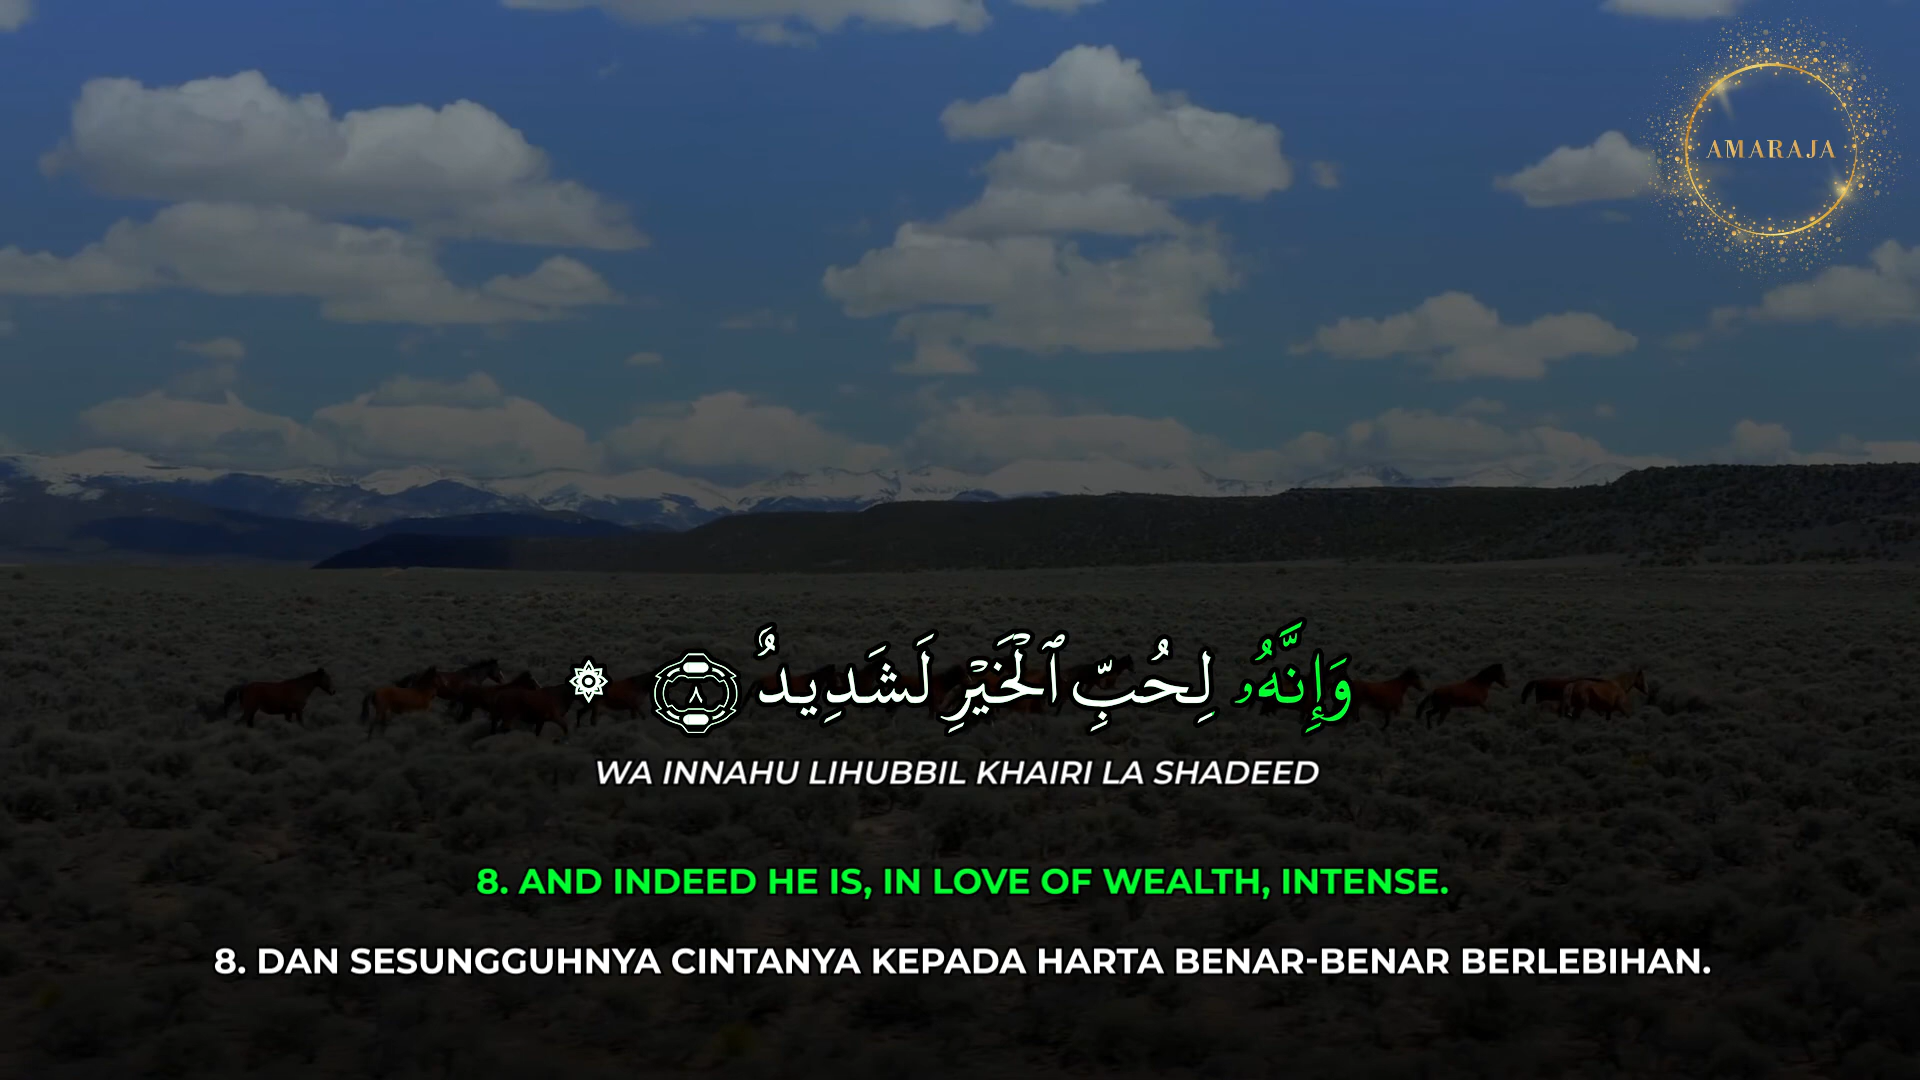 AMARAJA
وَإِنَّهُۥ لِحُبِّ ٱلْخَيْرِ لَشَدِيدٌ ٨ ۞
WA INNAHU LIHUBBIL KHAIRI LA SHADEED
8. AND INDEED HE IS, IN LOVE OF WEALTH, INTENSE.
8. DAN SESUNGGUHNYA CINTANYA KEPADA HARTA BENAR-BENAR BERLEBIHAN.